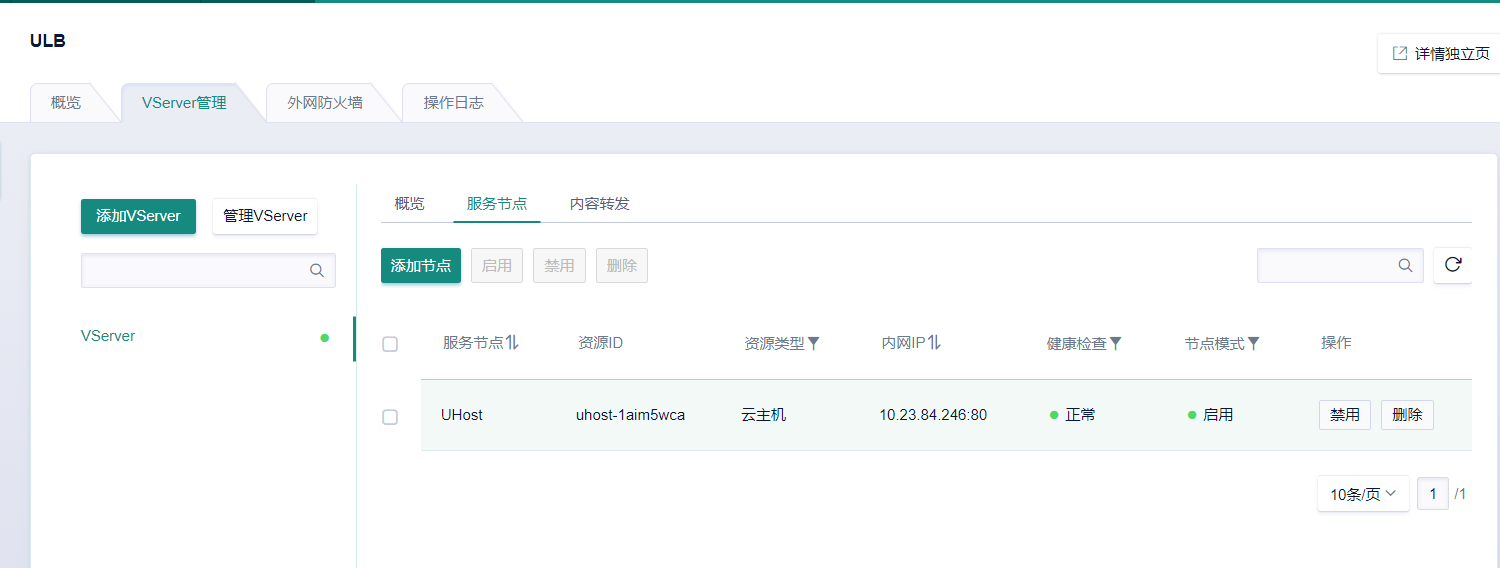 ULB
详情独立页
概览 VServer管理 外网防火墙 操作日志
添加VServer 管理VServer
概览 服务节点 内容转发
添加节点 启用 禁用 删除
VServer
服务节点 资源ID 资源类型 内网IP 健康检查 节点模式 操作
UHost uhost-1aim5wca 云主机 10.23.84.246:80 正常 启用 禁用 删除
10条/页 1 /1